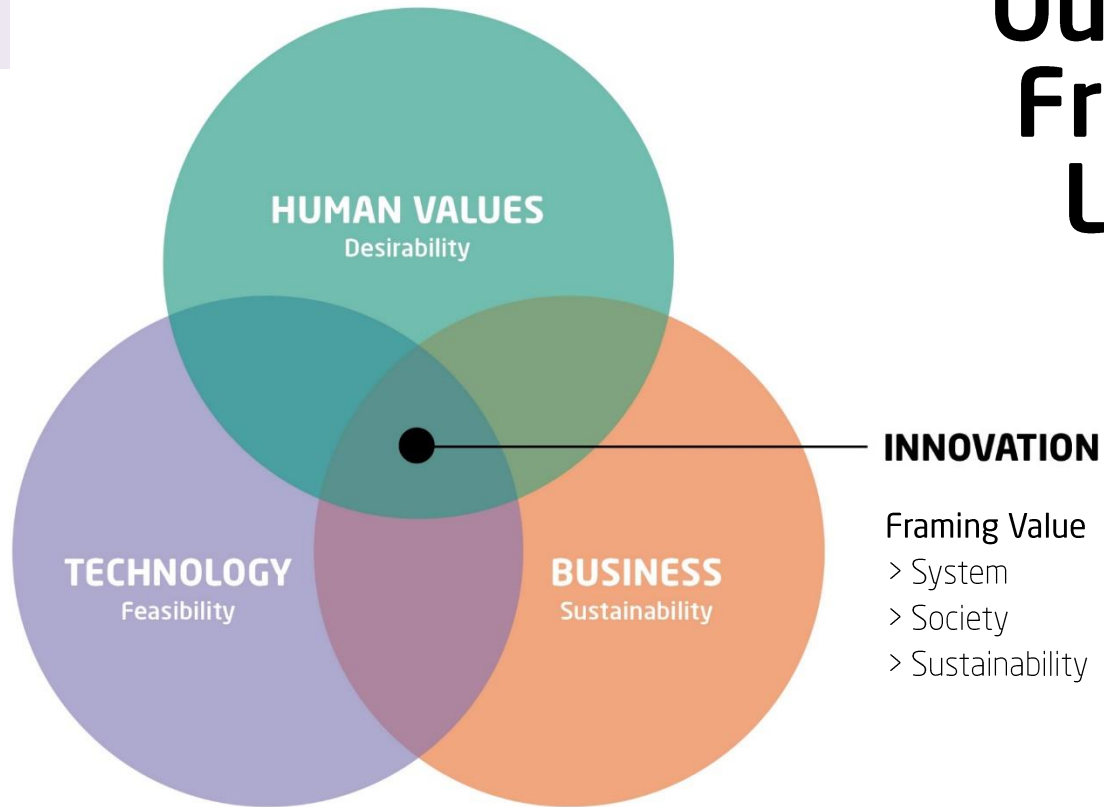 HUMAN VALUES
Desirability
TECHNOLOGY
Feasibility
BUSINESS
Sustainability
INNOVATION
Framing Value
> System
> Society
> Sustainability